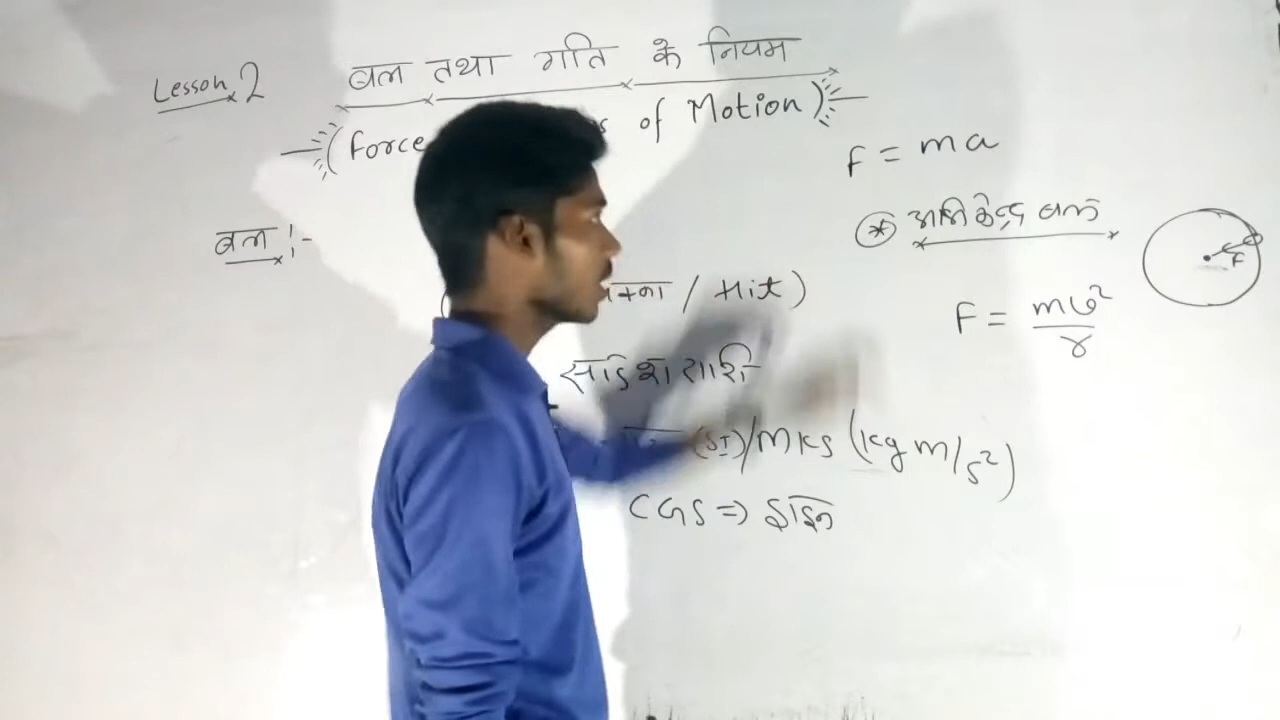 Lesson 2
बल तथा गति के नियम
(Force of Motion)
F = ma
* अभिकेन्द्र बल
बल :-
/ Hit)
F
F = mv²/r
सदिश राशि
(SI)/MKS (kg m/s²)
CGS => डाइन